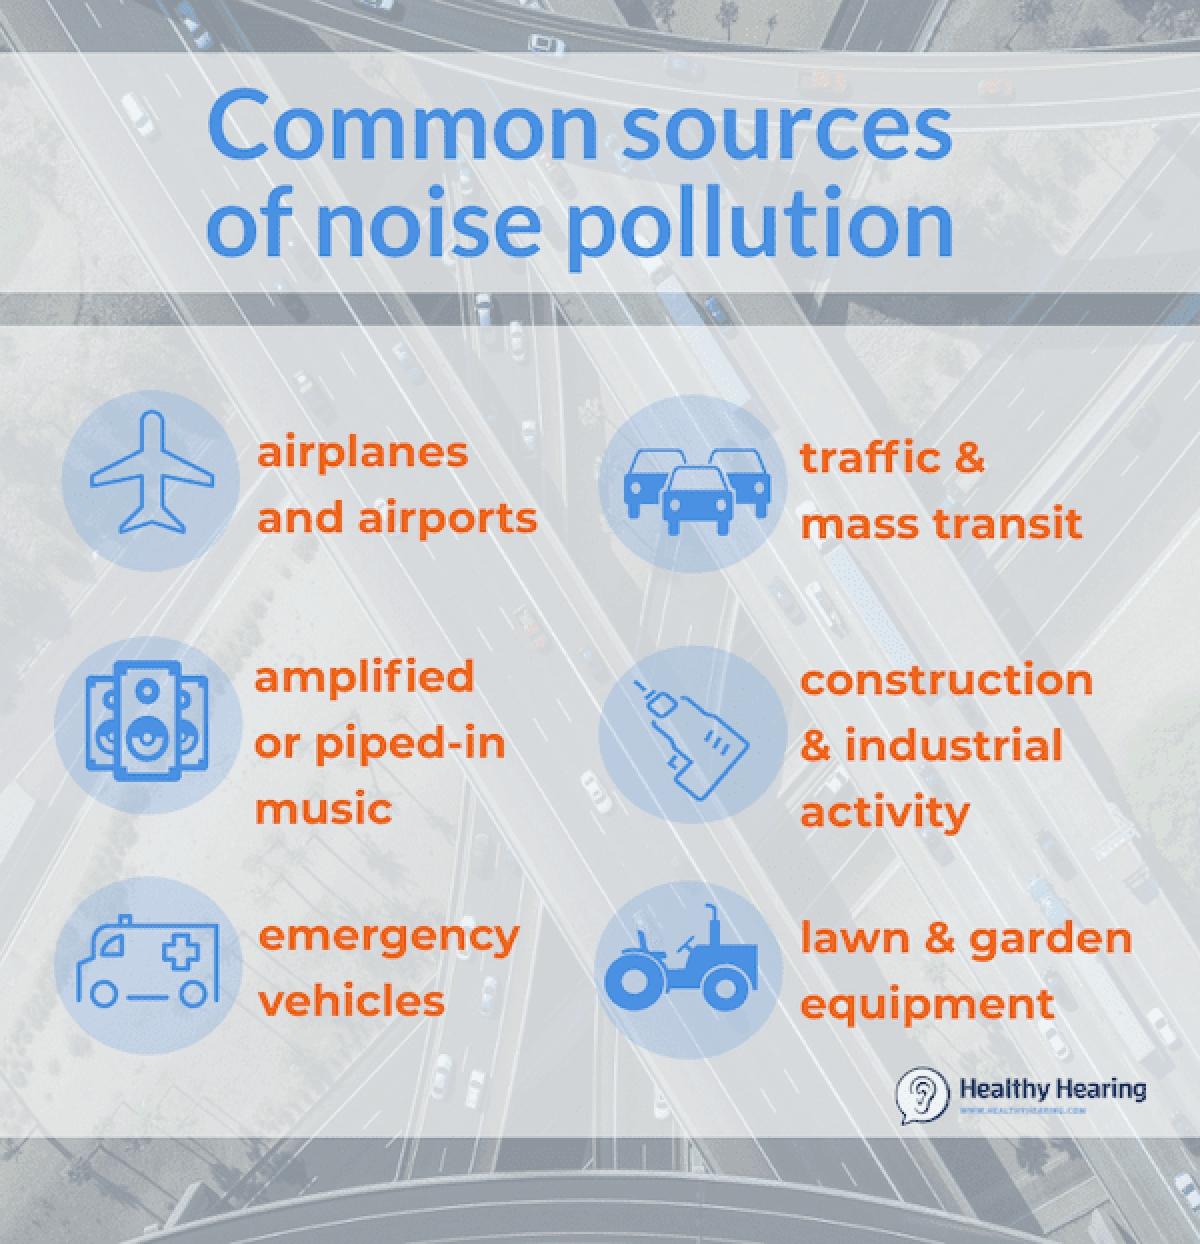 Common sources
of noise pollution
airplanes
and airports
traffic &
mass transit
amplified
or piped-in
music
construction
& industrial
activity
emergency
vehicles
lawn & garden
equipment
Healthy Hearing
WWW.HEALTHYHEARING.COM